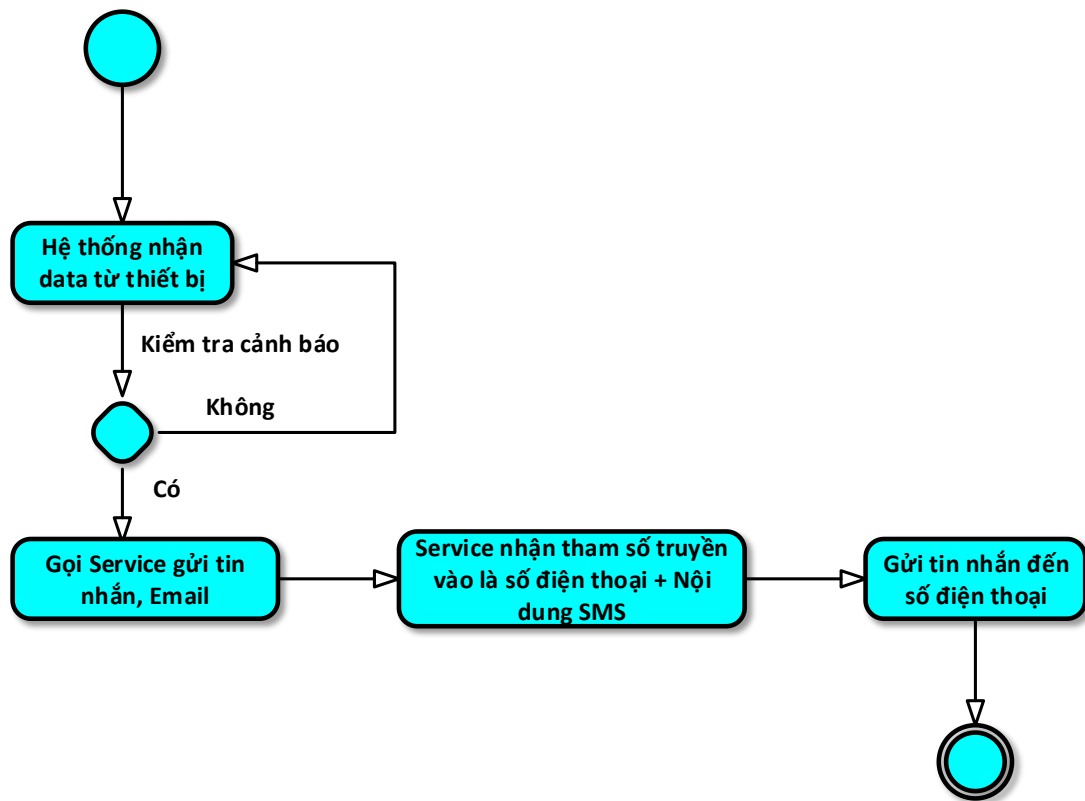 Hệ thống nhận
data từ thiết bị
Kiểm tra cảnh báo
Không
Có
Gọi Service gửi tin
nhắn, Email
Service nhận tham số truyền
vào là số điện thoại + Nội
dung SMS
Gửi tin nhắn đến
số điện thoại